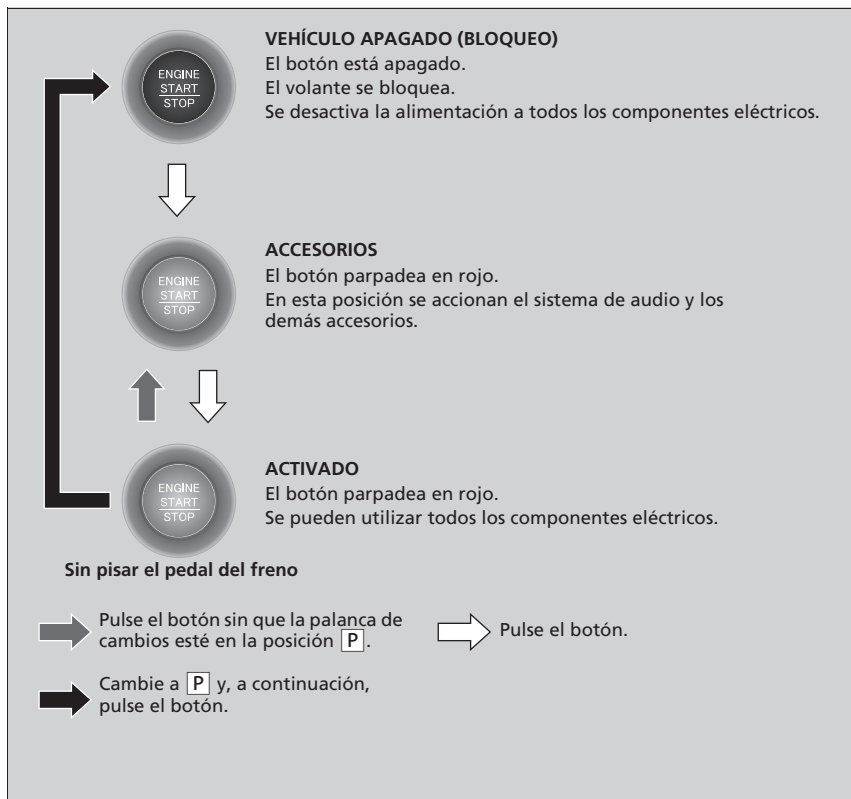 VEHÍCULO APAGADO (BLOQUEO)
ENGINE
START
STOP
El botón está apagado.
El volante se bloquea.
Se desactiva la alimentación a todos los componentes eléctricos.
ACCESORIOS
ENGINE
START
STOP
El botón parpadea en rojo.
En esta posición se accionan el sistema de audio y los
demás accesorios.
ACTIVADO
ENGINE
START
STOP
El botón parpadea en rojo.
Se pueden utilizar todos los componentes eléctricos.
Sin pisar el pedal del freno
Pulse el botón sin que la palanca de
cambios esté en la posición P.
Pulse el botón.
Cambie a P y, a continuación,
pulse el botón.